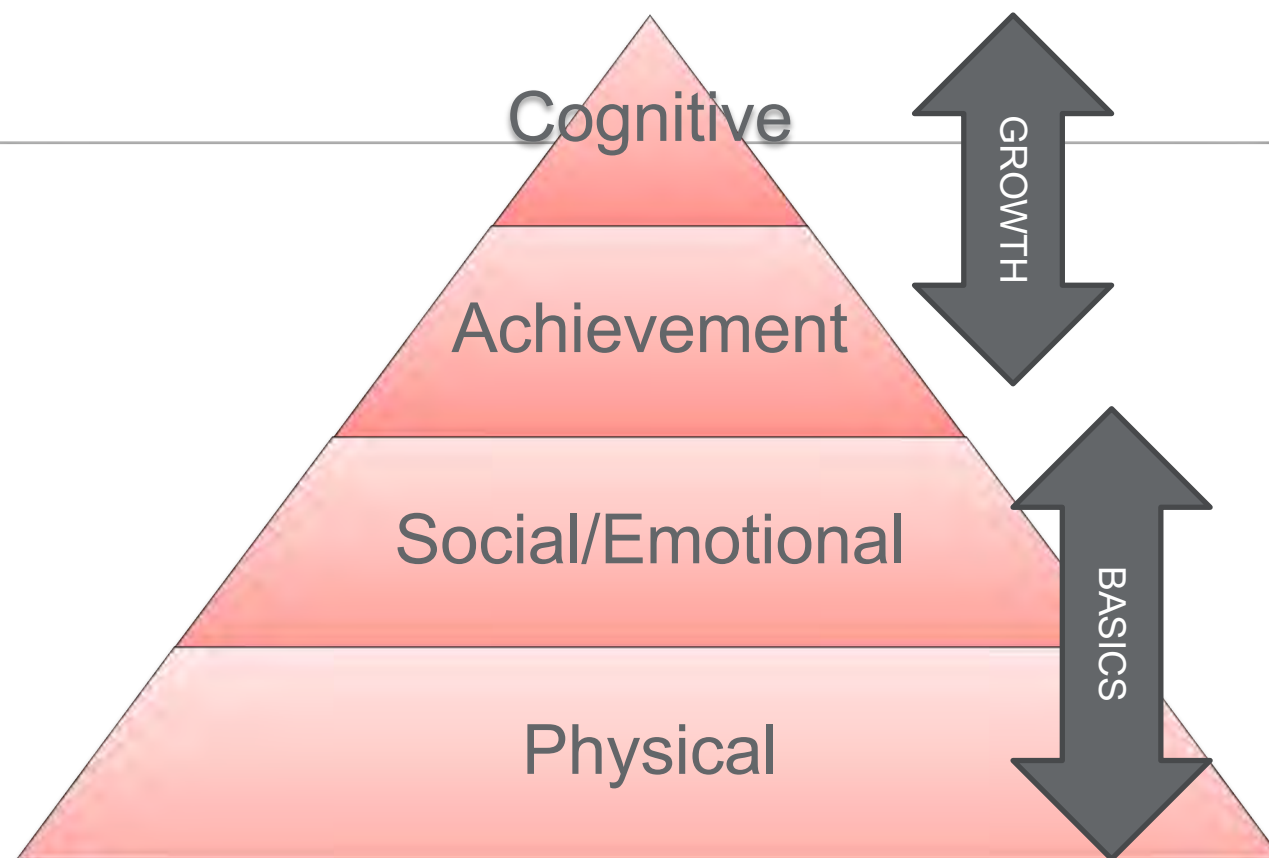 Cognitive
GROWTH
Achievement
Social/Emotional
BASICS
Physical